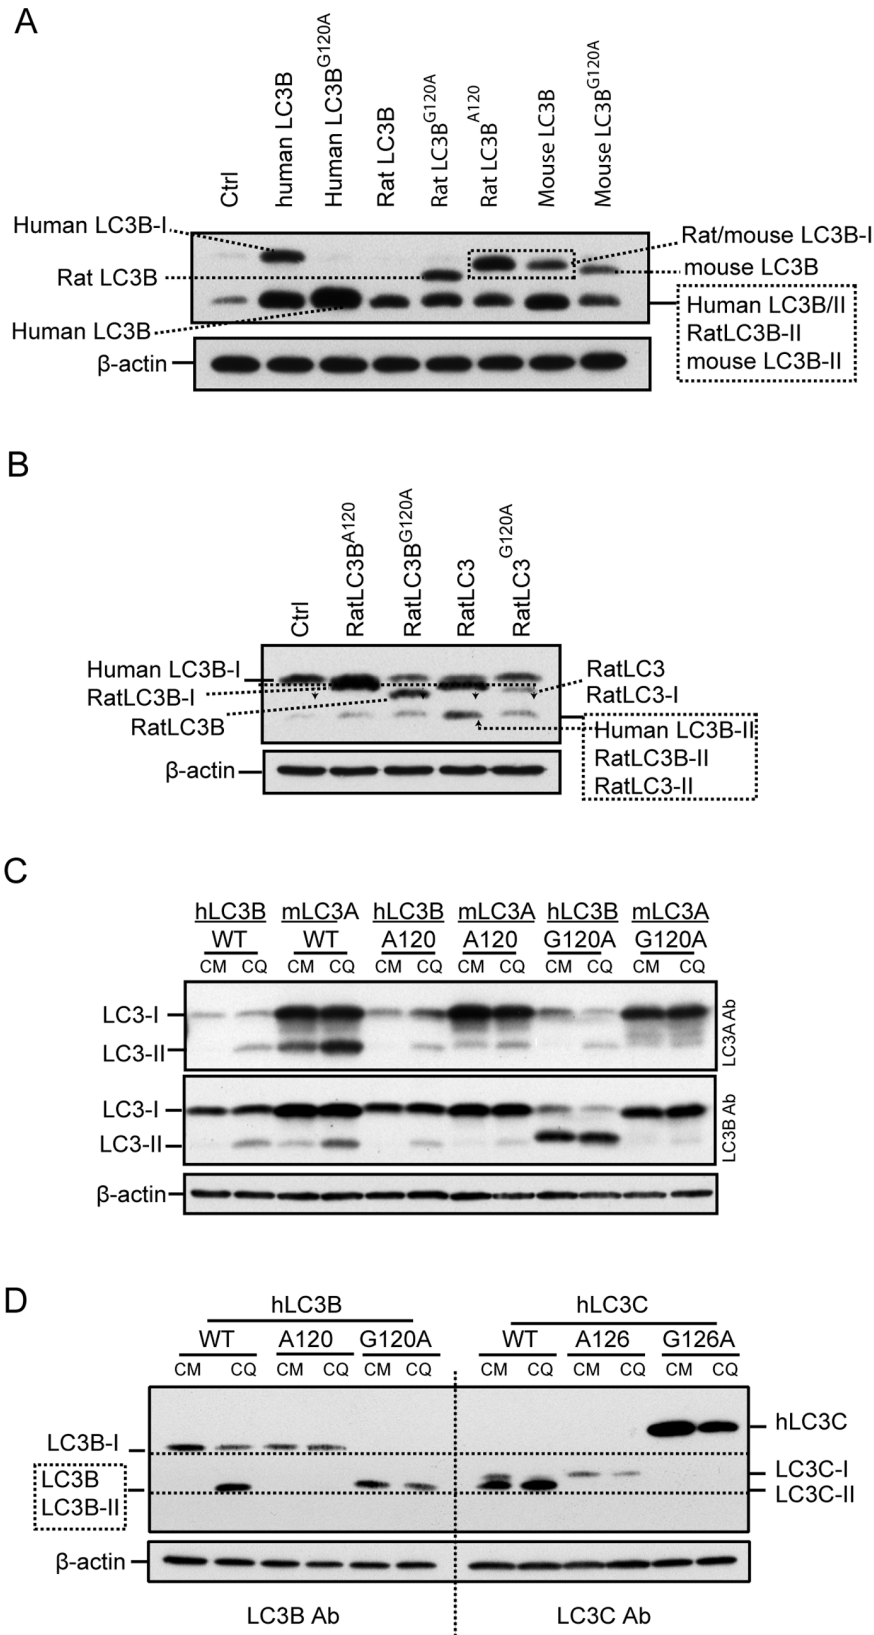 A
Ctrl
human LC3B
Human LC3B^G120A
Rat LC3B
Rat LC3B^G120A
Rat LC3B^A120
Mouse LC3B
Mouse LC3B^G120A
Human LC3B-I
Rat LC3B
Human LC3B
Rat/mouse LC3B-I
mouse LC3B
Human LC3B/II
RatLC3B-II
mouse LC3B-II
β-actin
B
Ctrl
RatLC3B^A120
RatLC3B^G120A
RatLC3
RatLC3^G120A
Human LC3B-I
RatLC3B-I
RatLC3B
RatLC3
RatLC3-I
Human LC3B-II
RatLC3B-II
RatLC3-II
β-actin
C
hLC3B mLC3A hLC3B mLC3A hLC3B mLC3A
WT WT A120 A120 G120A G120A
CM CQ CM CQ CM CQ CM CQ CM CQ CM CQ
LC3-I
LC3-II
LC3A Ab
LC3-I
LC3-II
LC3B Ab
β-actin
D
hLC3B hLC3C
WT A120 G120A WT A126 G126A
CM CQ CM CQ CM CQ CM CQ CM CQ CM CQ
LC3B-I
LC3B
LC3B-II
hLC3C
LC3C-I
LC3C-II
β-actin
LC3B Ab LC3C Ab